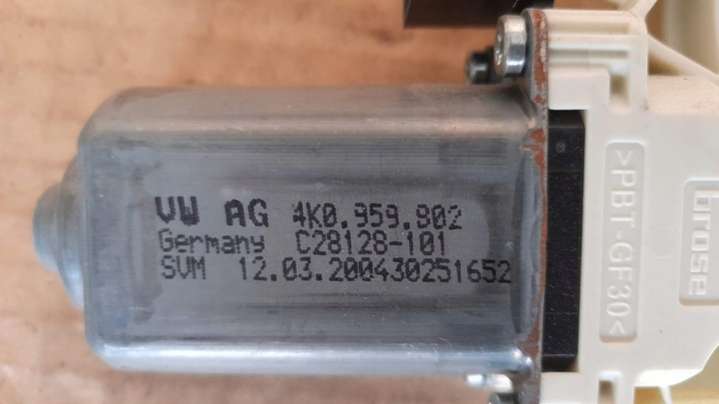 VW AG 4K0.959.802
Germany C28128-101
SVM 12.03.200430251652
>PBT-GF30<
brose